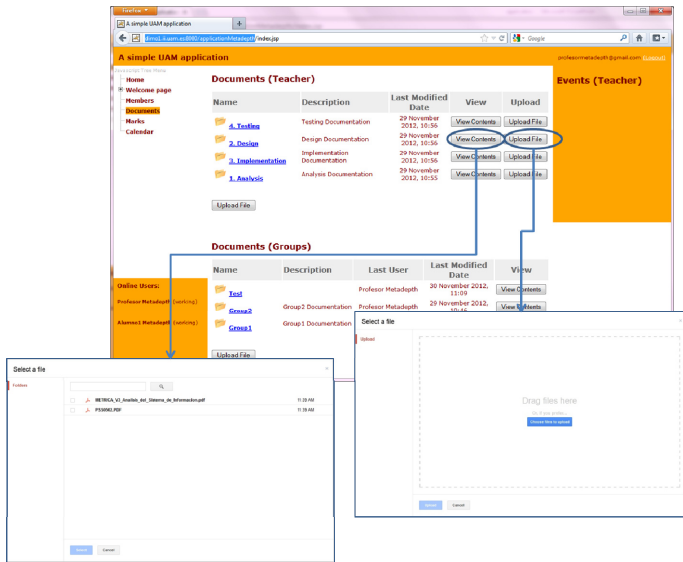 Firefox
A simple UAM application
+
dimo1.ii.uam.es:8080/applicationMetadepth/index.jsp
Google
A simple UAM application
profesormetadepth@gmail.com (Logout)
Javascript Tree Menu
Home
Welcome page
Members
Documents
Marks
Calendar
Documents (Teacher)
Events (Teacher)
Name Description Last Modified Date View Upload
4. Testing Testing Documentation 29 November 2012, 10:56 View Contents Upload File
2. Design Design Documentation 29 November 2012, 10:56 View Contents Upload File
3. Implementation Implementation Documentation 29 November 2012, 10:56 View Contents Upload File
1. Analysis Analysis Documentation 29 November 2012, 10:55 View Contents Upload File
Upload File
Documents (Groups)
Name Description Last User Last Modified Date View
Test Profesor Metadepth 30 November 2012, 11:09 View Contents
Group2 Group2 Documentation Profesor Metadepth 29 November 2012, View Contents
Group1 Group1 Documentation
Upload File
Online Users:
Profesor Metadepth (working)
Alumno1 Metadepth (working)
Select a file
×
Folders
METRICA_V3_Analisis_del_Sistema_de_Informacion.pdf 11:28 AM
11:28 AM
Select
Cancel
Select a file
×
Upload
Drag files here
Or, if you prefer...
Choose files to upload
Upload
Cancel